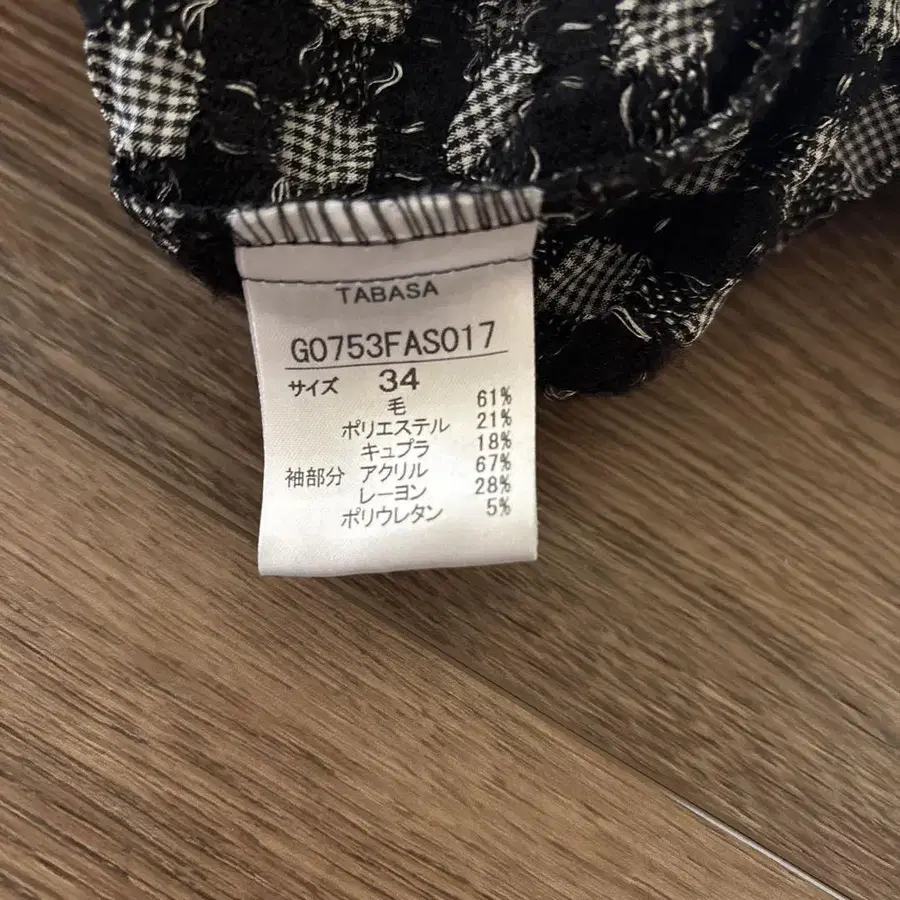 TABASA
G0753FAS017
サイズ 34
毛 61%
ポリエステル 21%
キュプラ 18%
袖部分 アクリル 67%
レーヨン 28%
ポリウレタン 5%